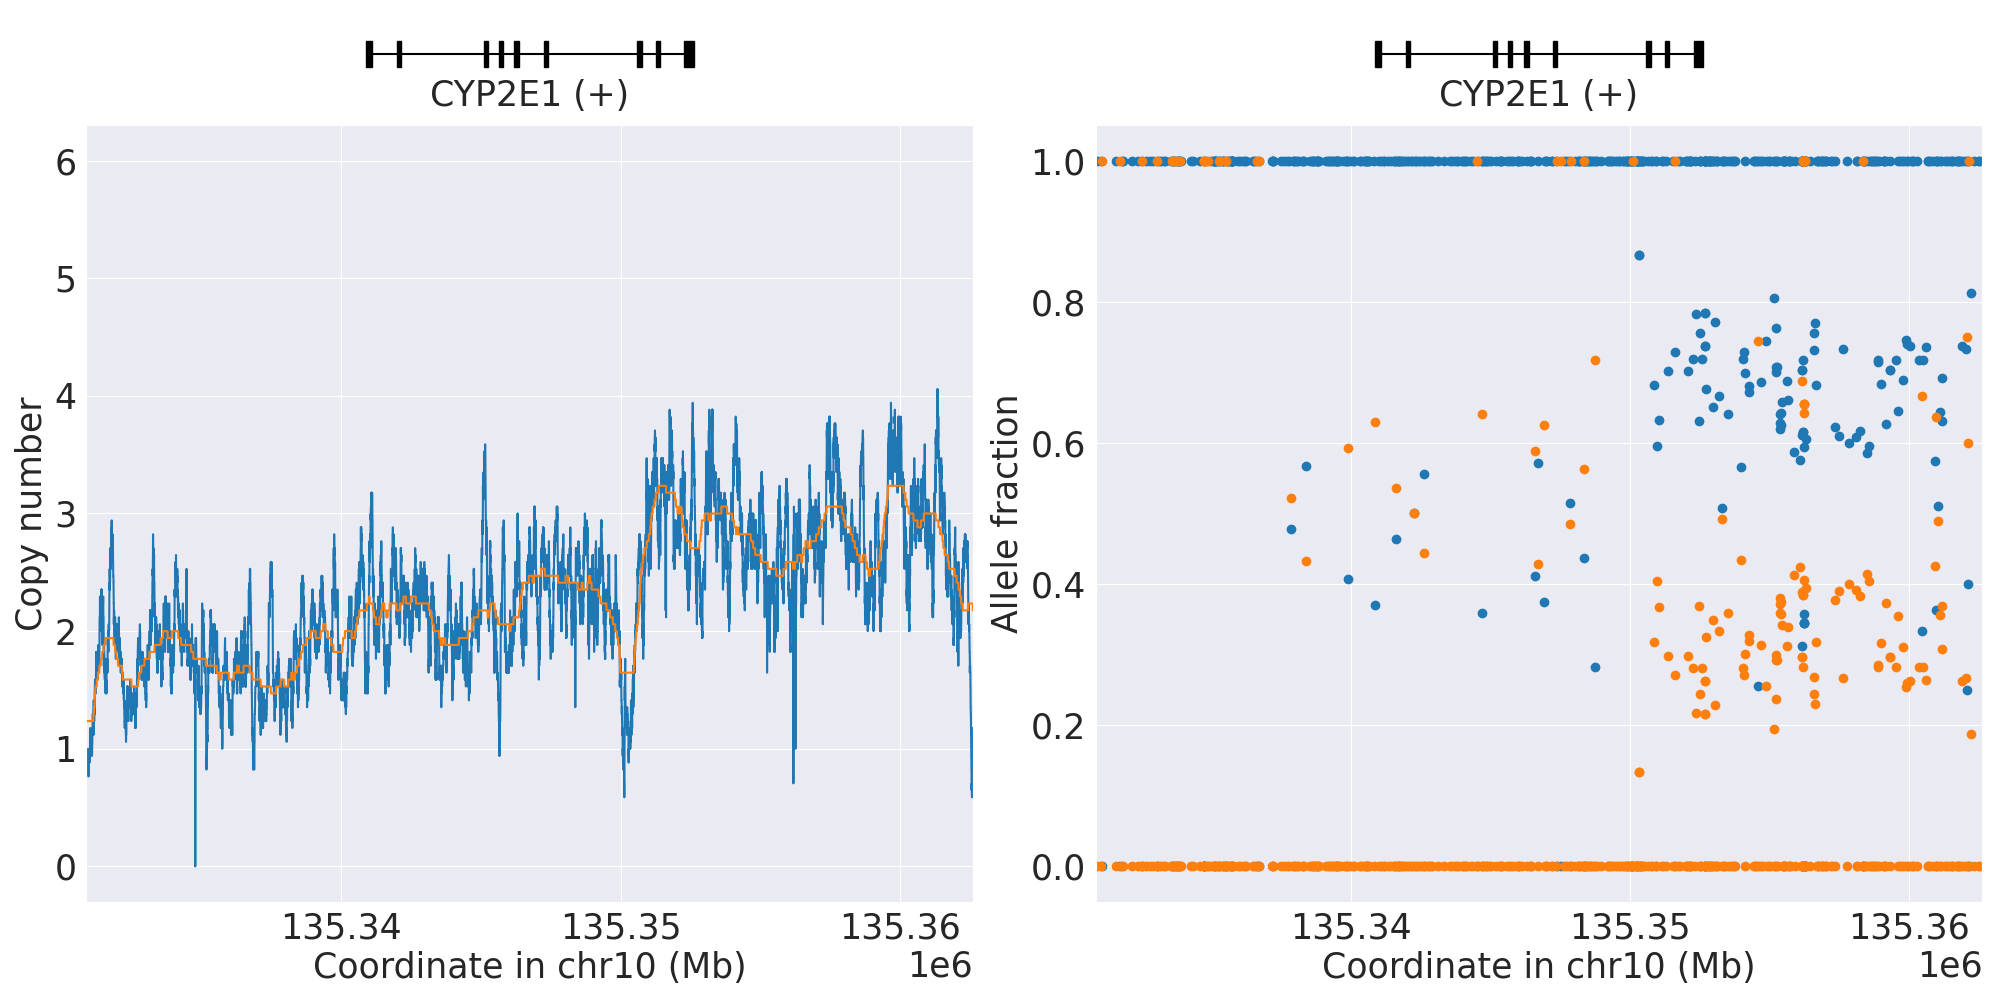 CYP2E1 (+)
6
5
4
3
2
1
0
Copy number
135.34 135.35 135.36
Coordinate in chr10 (Mb)
1e6
CYP2E1 (+)
1.0
0.8
0.6
0.4
0.2
0.0
Allele fraction
135.34 135.35 135.36
Coordinate in chr10 (Mb)
1e6